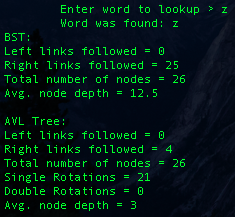 Enter word to lookup > z
Word was found: z
BST:
Left links followed = 0
Right links followed = 25
Total number of nodes = 26
Avg. node depth = 12.5
AVL Tree:
Left links followed = 0
Right links followed = 4
Total number of nodes = 26
Single Rotations = 21
Double Rotations = 0
Avg. node depth = 3